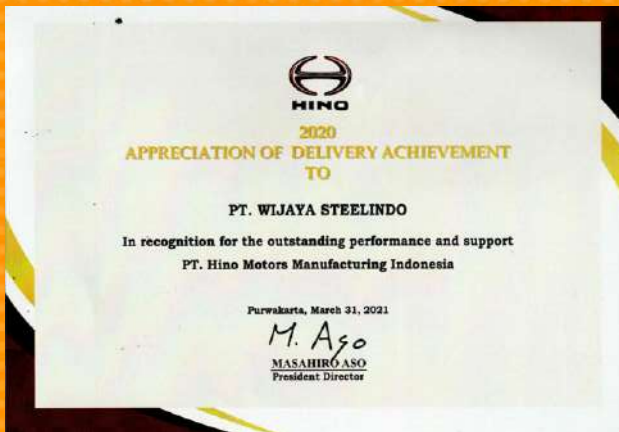 HINO
2020
APPRECIATION OF DELIVERY ACHIEVEMENT
TO
PT. WIJAYA STEELINDO
In recognition for the outstanding performance and support
PT. Hino Motors Manufacturing Indonesia
Purwakarta, March 31, 2021
M. Aso
MASAHIRO ASO
President Director